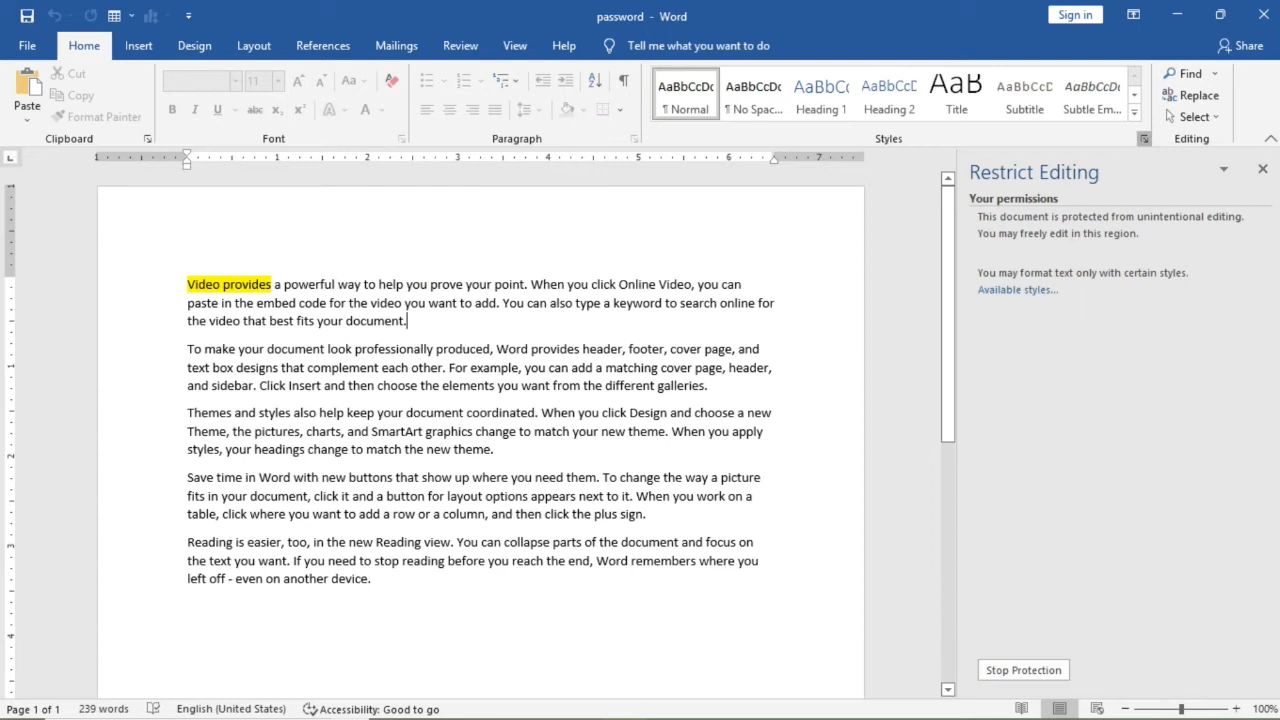 password - Word
Sign in
File Home Insert Design Layout References Mailings Review View Help Tell me what you want to do Share
Paste
Cut
Copy
Format Painter
Clipboard
11 Aa
B I U abc x₂ x² A A
Font
Paragraph
AaBbCcDc AaBbCcDc AaBbC( AaBbCcD AaB AaBbCcD AaBbCcDc
¶ Normal ¶ No Spac... Heading 1 Heading 2 Title Subtitle Subtle Em...
Styles
Find
Replace
Select
Editing
1 1 2 3 4 5 6 7
Video provides a powerful way to help you prove your point. When you click Online Video, you can
paste in the embed code for the video you want to add. You can also type a keyword to search online for
the video that best fits your document.
To make your document look professionally produced, Word provides header, footer, cover page, and
text box designs that complement each other. For example, you can add a matching cover page, header,
and sidebar. Click Insert and then choose the elements you want from the different galleries.
Themes and styles also help keep your document coordinated. When you click Design and choose a new
Theme, the pictures, charts, and SmartArt graphics change to match your new theme. When you apply
styles, your headings change to match the new theme.
Save time in Word with new buttons that show up where you need them. To change the way a picture
fits in your document, click it and a button for layout options appears next to it. When you work on a
table, click where you want to add a row or a column, and then click the plus sign.
Reading is easier, too, in the new Reading view. You can collapse parts of the document and focus on
the text you want. If you need to stop reading before you reach the end, Word remembers where you
left off - even on another device.
Restrict Editing
Your permissions
This document is protected from unintentional editing.
You may freely edit in this region.
You may format text only with certain styles.
Available styles...
Stop Protection
Page 1 of 1 239 words English (United States) Accessibility: Good to go 100%